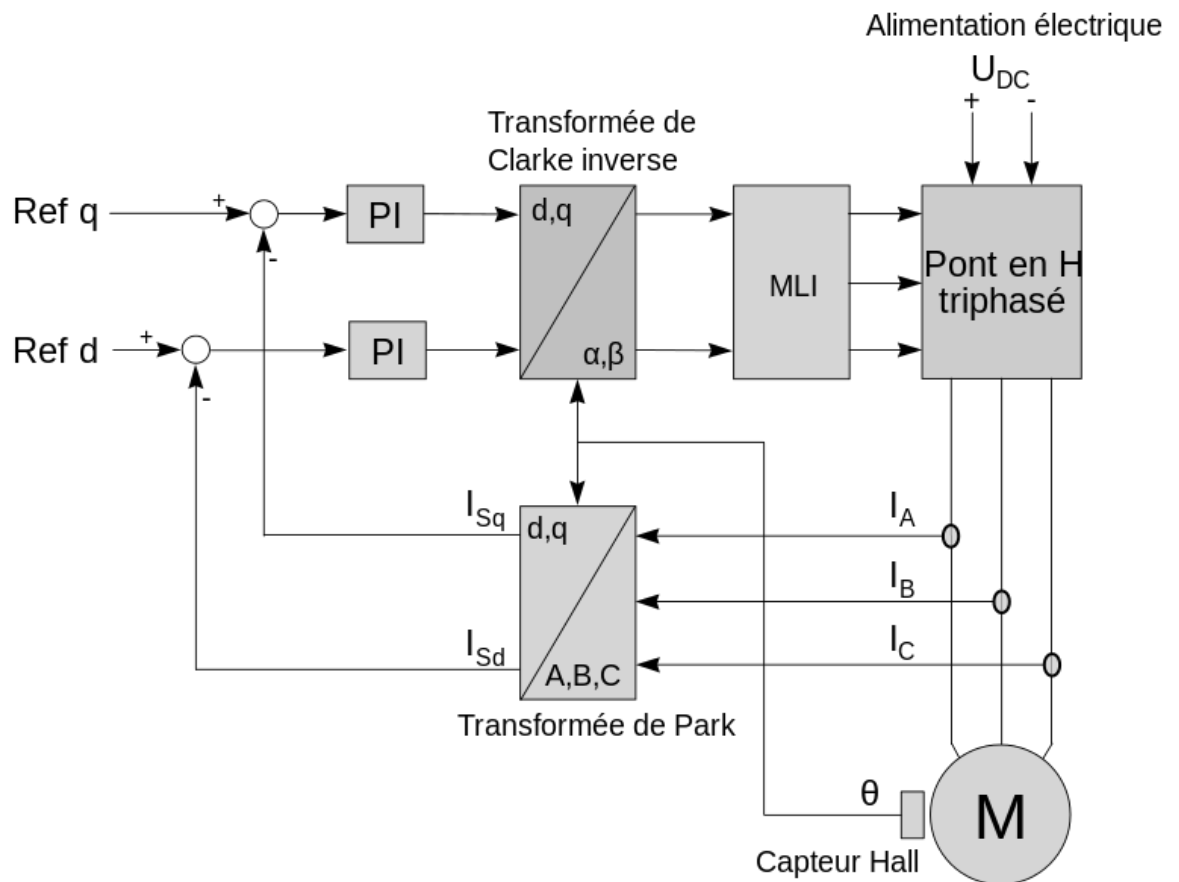 Alimentation électrique
U_DC
+ -
Transformée de
Clarke inverse
Ref q
+
-
PI
d,q
α,β
MLI
Pont en H
triphasé
Ref d
+
-
PI
I_Sq
d,q
I_A
I_B
I_Sd
A,B,C
I_C
Transformée de Park
θ
M
Capteur Hall